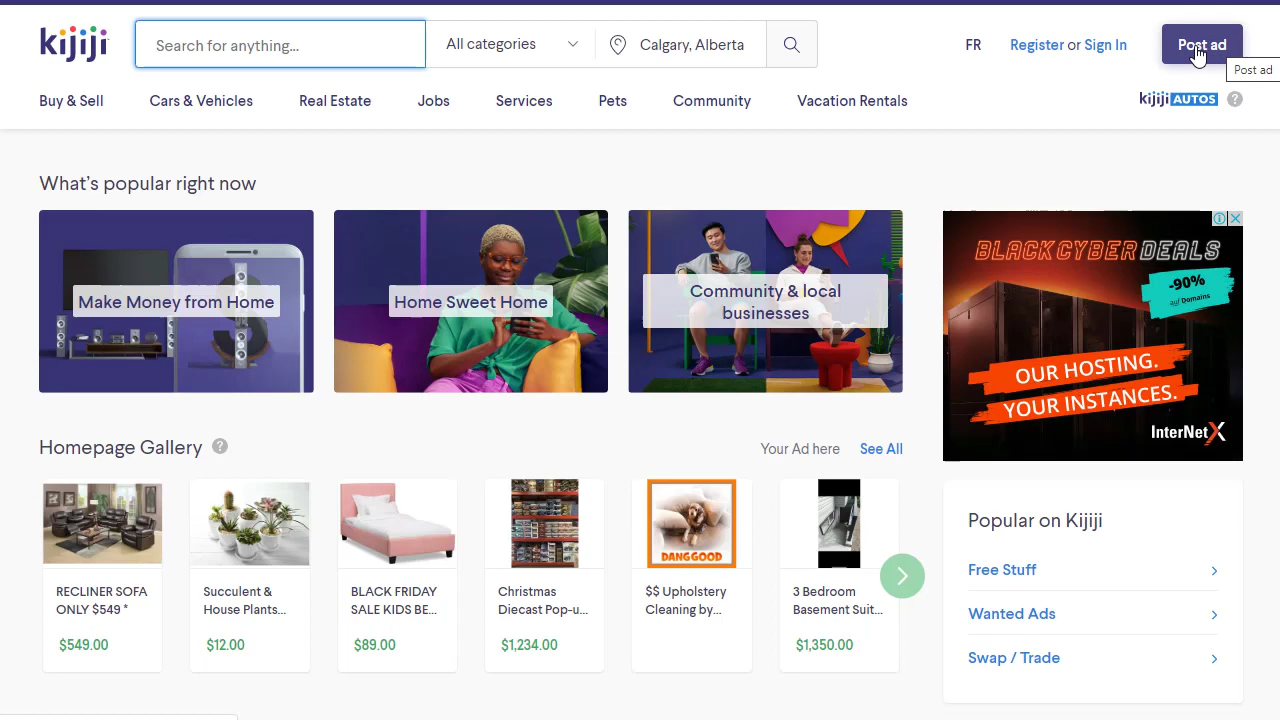 kijiji
Search for anything...
All categories
Calgary, Alberta
FR
Register or Sign In
Post ad
Post ad
Buy & Sell
Cars & Vehicles
Real Estate
Jobs
Services
Pets
Community
Vacation Rentals
kijiji AUTOS ?
What's popular right now
Make Money from Home
Home Sweet Home
Community & local
businesses
BLACKCYBERDEALS
-90%
auf Domains
OUR HOSTING.
YOUR INSTANCES.
InterNetX
Homepage Gallery ?
Your Ad here
See All
RECLINER SOFA
ONLY $549 *
$549.00
Succulent &
House Plants...
$12.00
BLACK FRIDAY
SALE KIDS BE...
$89.00
Christmas
Diecast Pop-u...
$1,234.00
DANGGOOD
$$ Upholstery
Cleaning by...
3 Bedroom
Basement Suit...
$1,350.00
Popular on Kijiji
Free Stuff
Wanted Ads
Swap / Trade